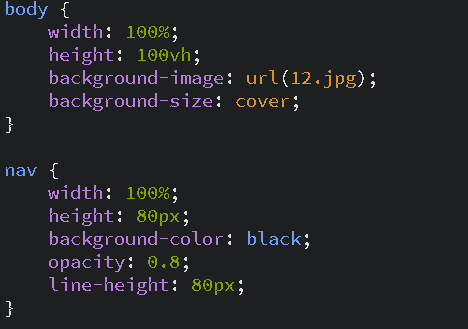 body {
    width: 100%;
    height: 100vh;
    background-image: url(12.jpg);
    background-size: cover;
}

nav {
    width: 100%;
    height: 80px;
    background-color: black;
    opacity: 0.8;
    line-height: 80px;
}